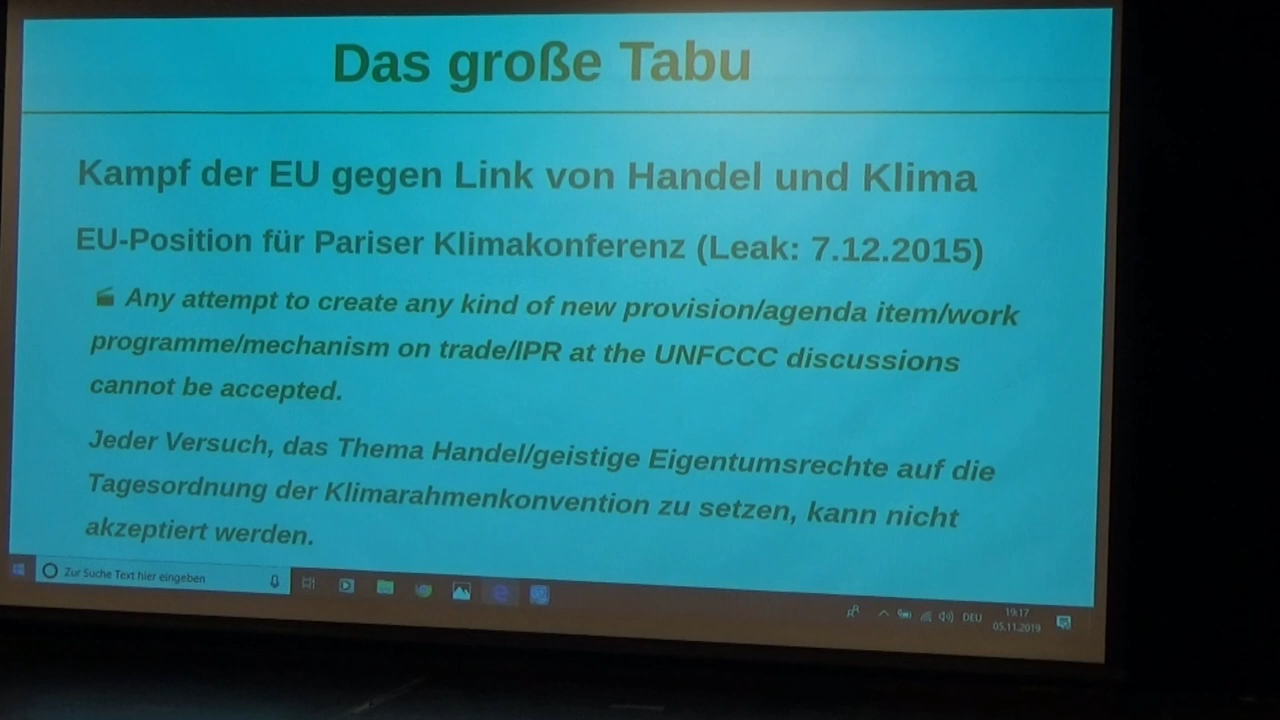 Das große Tabu
Kampf der EU gegen Link von Handel und Klima
EU-Position für Pariser Klimakonferenz (Leak: 7.12.2015)
Any attempt to create any kind of new provision/agenda item/work
programme/mechanism on trade/IPR at the UNFCCC discussions
cannot be accepted.
Jeder Versuch, das Thema Handel/geistige Eigentumsrechte auf die
Tagesordnung der Klimarahmenkonvention zu setzen, kann nicht
akzeptiert werden.
Zur Suche Text hier eingeben
DEU
19:17
05.11.2019